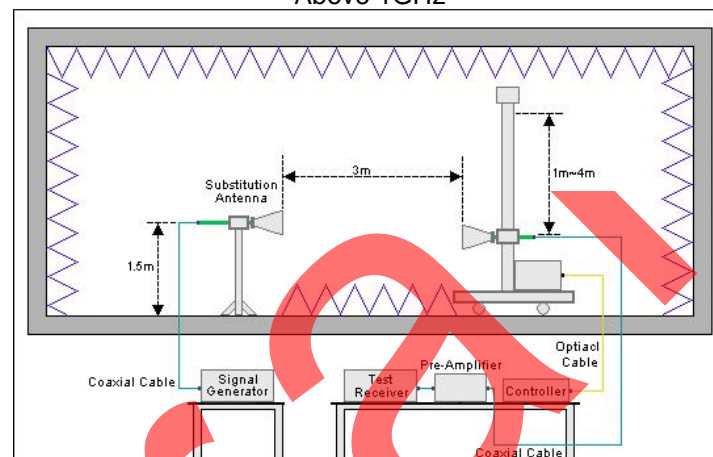 Above 1GHz
3m
1m~4m
Substitution
Antenna
1.5m
Optiacl
Cable
Pre-Amplifier
Coaxial Cable
Signal
Generator
Test
Receiver
Controller
Coaxial Cable